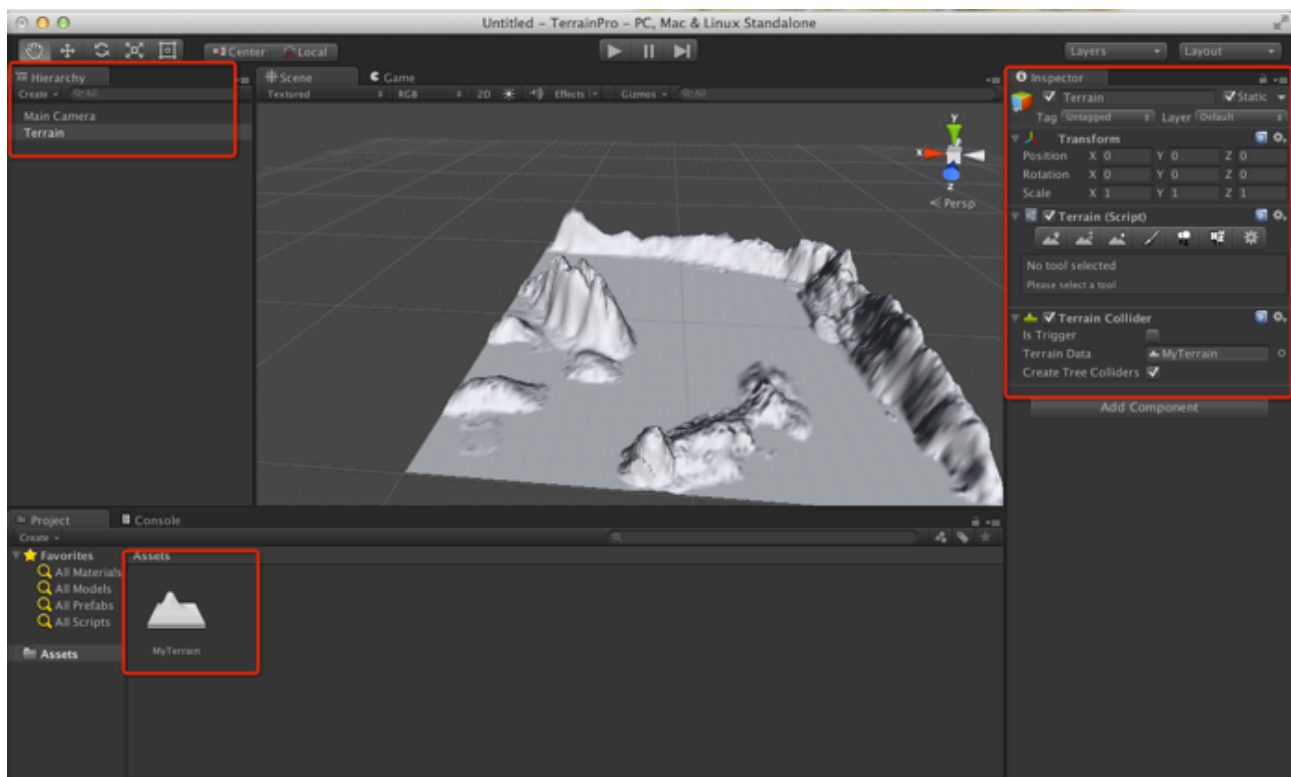 Untitled – TerrainPro – PC, Mac & Linux Standalone
Center Local Layers Layout
Hierarchy
Create All
Main Camera
Terrain
Scene Game
Textured RGB 2D Effects Gizmos All
y
x
z
Persp
Inspector
Terrain Static
Tag Untagged Layer Default
Transform
Position X 0 Y 0 Z 0
Rotation X 0 Y 0 Z 0
Scale X 1 Y 1 Z 1
Terrain (Script)
No tool selected
Please select a tool
Terrain Collider
Is Trigger
Terrain Data MyTerrain
Create Tree Colliders
Add Component
Project Console
Create
Favorites
All Materials
All Models
All Prefabs
All Scripts
Assets
Assets
MyTerrain